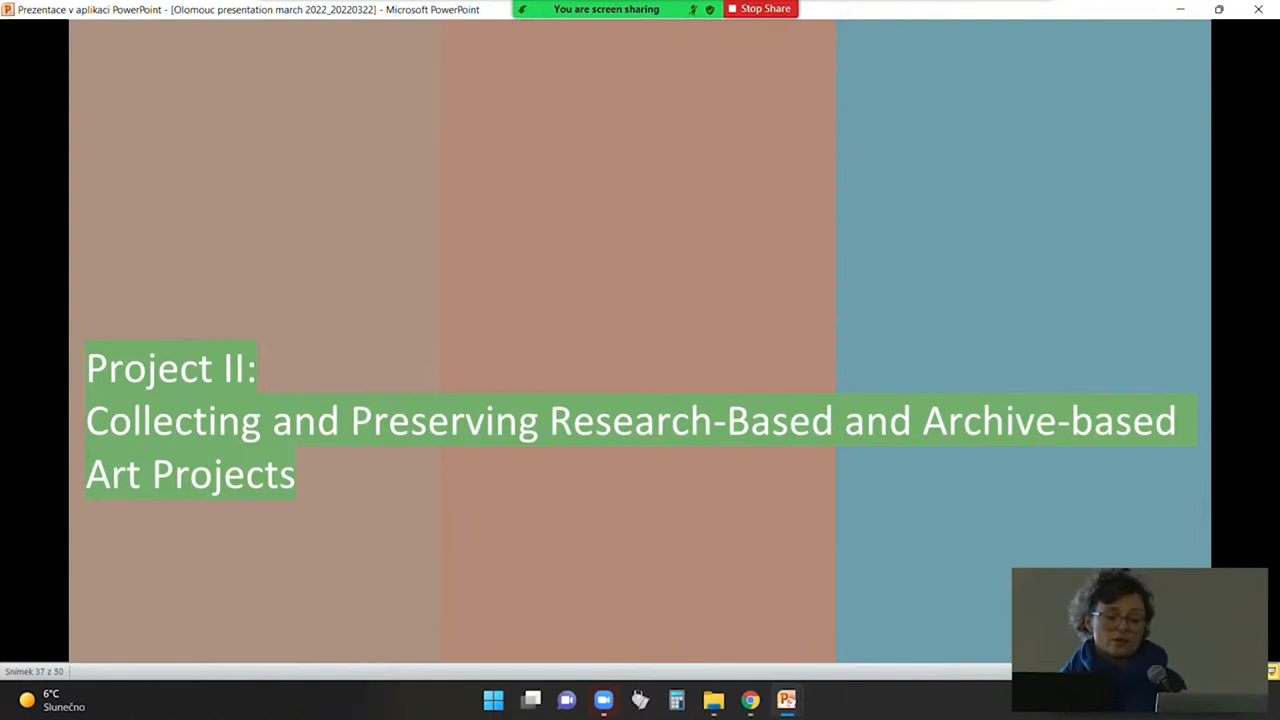 Prezentace v aplikaci PowerPoint - [Olomouc presentation march 2022_20220322] - Microsoft PowerPoint
You are screen sharing
Stop Share
Project II:
Collecting and Preserving Research-Based and Archive-based
Art Projects
Snímek 37 z 50
6°C
Slunečno